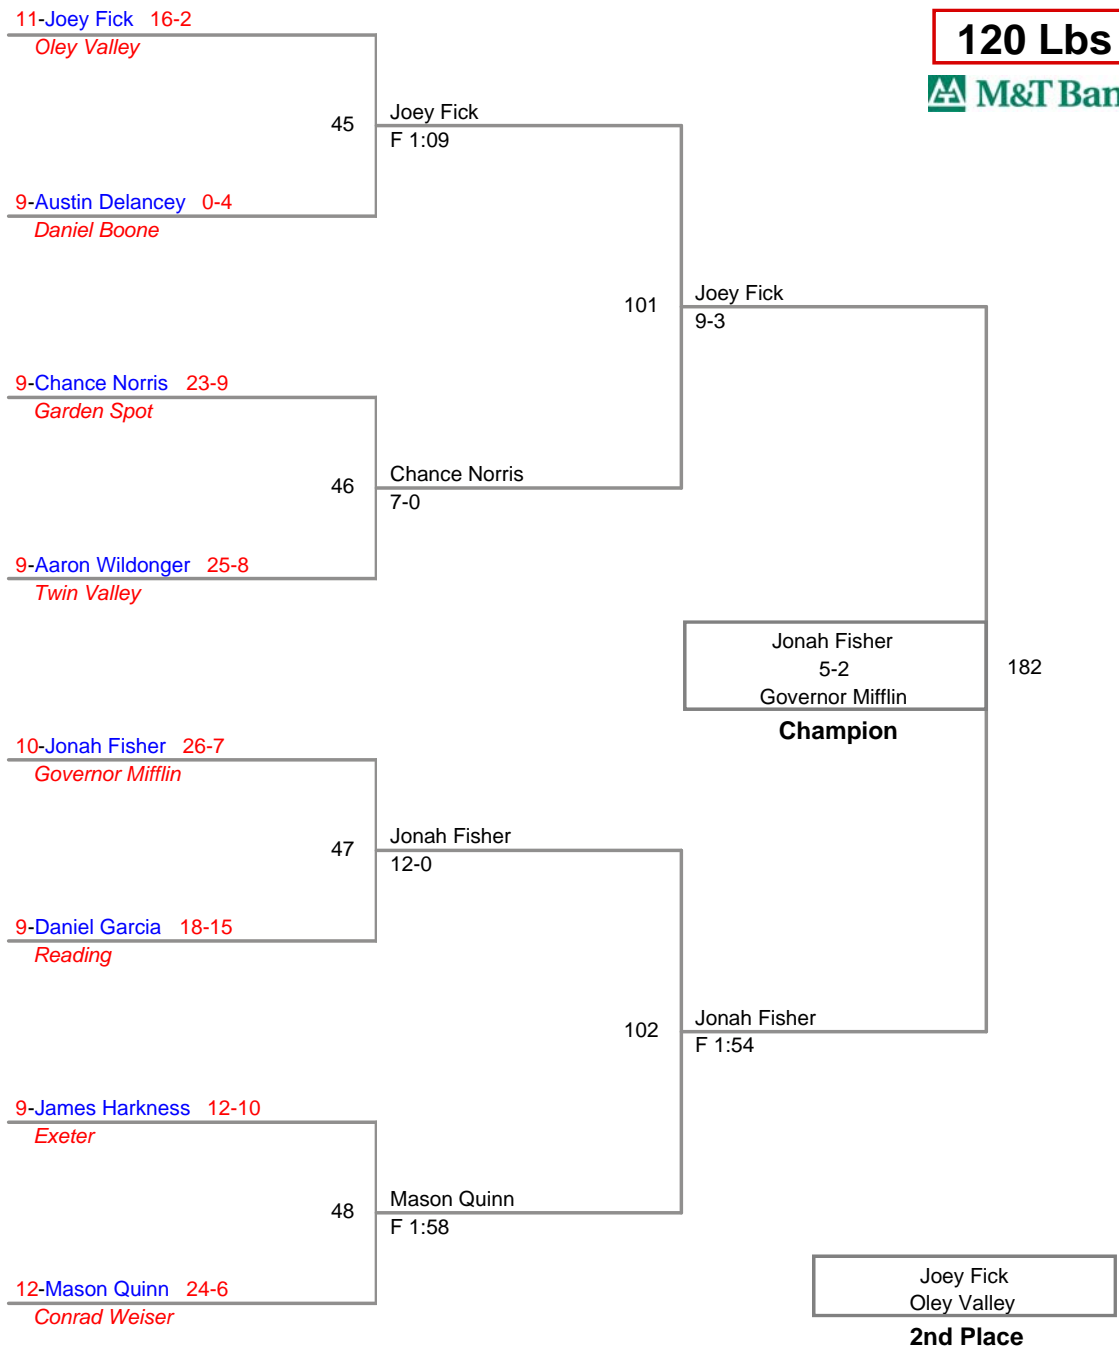 11-Joey Fick 16-2
Oley Valley
120 Lbs
M&T Ban
45
Joey Fick
F 1:09
9-Austin Delancey 0-4
Daniel Boone
101
Joey Fick
9-3
9-Chance Norris 23-9
Garden Spot
46
Chance Norris
7-0
9-Aaron Wildonger 25-8
Twin Valley
Jonah Fisher
5-2
Governor Mifflin
182
Champion
10-Jonah Fisher 26-7
Governor Mifflin
47
Jonah Fisher
12-0
9-Daniel Garcia 18-15
Reading
102
Jonah Fisher
F 1:54
9-James Harkness 12-10
Exeter
48
Mason Quinn
F 1:58
12-Mason Quinn 24-6
Conrad Weiser
Joey Fick
Oley Valley
2nd Place